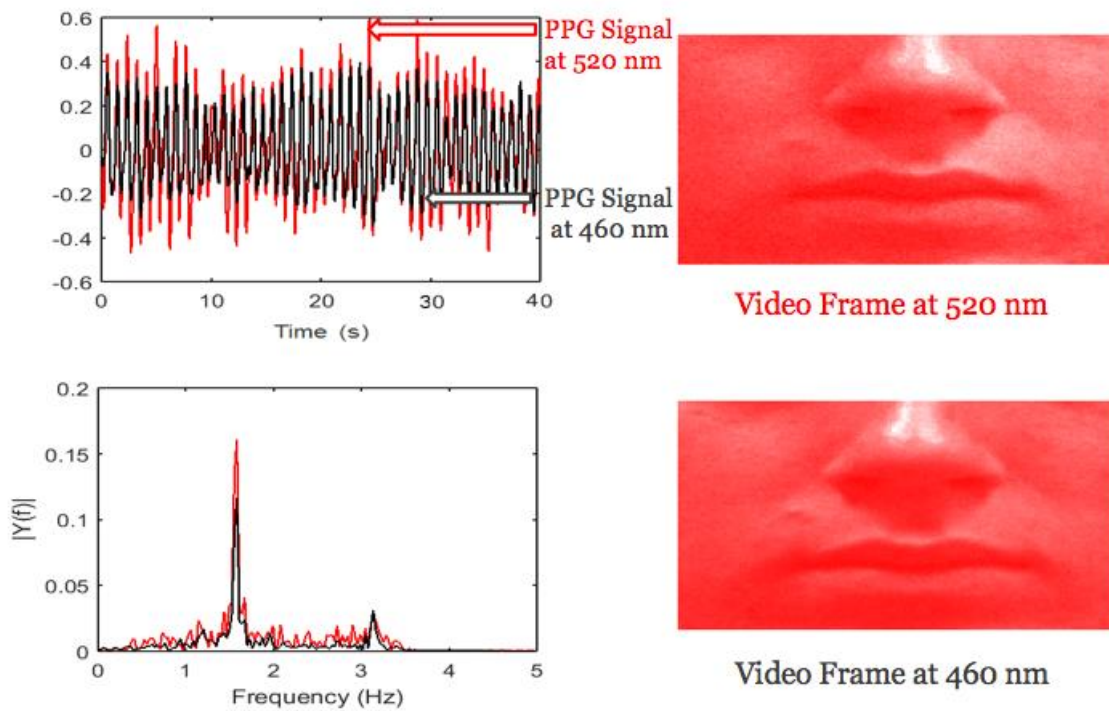 0.6
0.4
0.2
0
-0.2
-0.4
-0.6
0
10
20
30
40
Time (s)
PPG Signal
at 520 nm
PPG Signal
at 460 nm
Video Frame at 520 nm
0.2
0.15
0.1
0.05
0
0
1
2
3
4
5
|Y(f)|
Frequency (Hz)
Video Frame at 460 nm